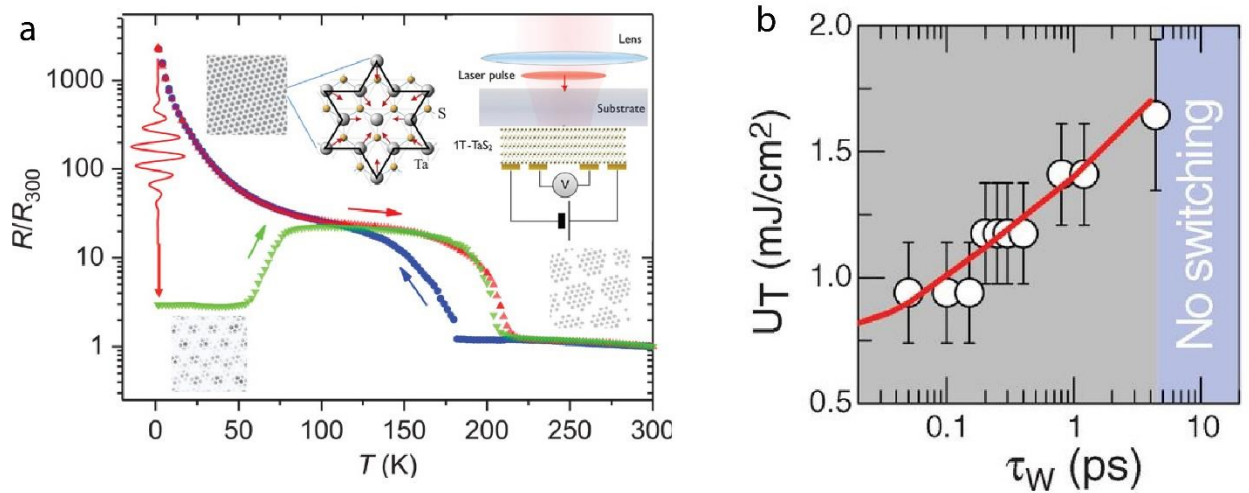 a
R/R300
1000
100
10
1
0
50
100
150
200
250
300
T (K)
S
Ta
Lens
Laser pulse
Substrate
1T-TaS2
V
b
UT (mJ/cm2)
2.0
1.5
1.0
0.5
0.1
1
10
τW (ps)
No switching